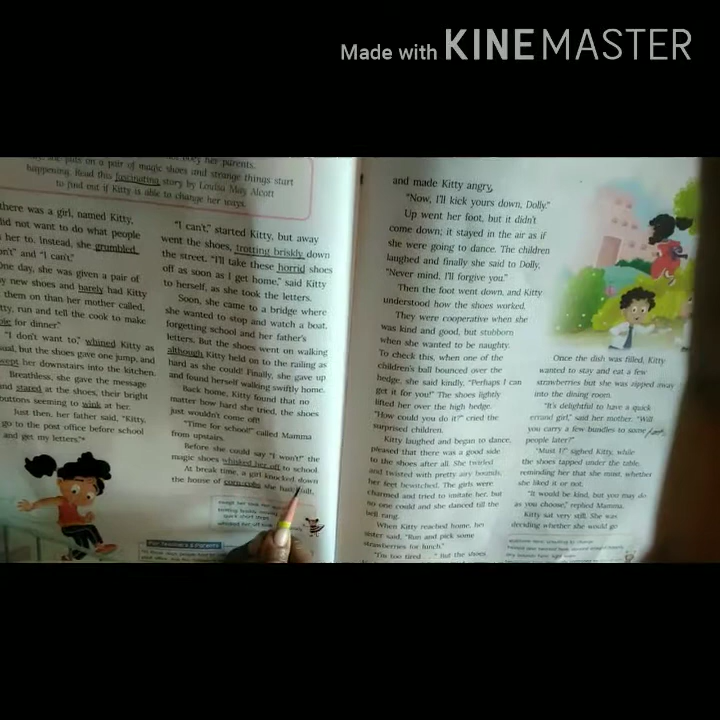 Made with KINEMASTER
she puts on a pair of magic shoes and strange things start
happening. Read this fascinating story by Louisa May Alcott
to find out if Kitty is able to change her ways.
there was a girl, named Kitty,
did not want to do what people
her to. Instead, she grumbled,
and "I can't".
One day, she was given a pair of
new shoes and barely had Kitty
them on than her mother called,
run and tell the cook to make
for dinner."
"I don't want to," whined Kitty as
but the shoes gave one jump, and
her downstairs into the kitchen.
Breathless, she gave the message
and stared at the shoes, their bright
buttons seeming to wink at her.
Just then, her father said, "Kitty,
go to the post office before school
and get my letters."
"I can't," started Kitty, but away
went the shoes, trotting briskly down
the street. "I'll take these horrid shoes
off as soon as I get home," said Kitty
to herself, as she took the letters.
Soon, she came to a bridge where
she wanted to stop and watch a boat,
forgetting school and her father's
letters. But the shoes went on walking
although Kitty held on to the railing as
hard as she could! Finally, she gave up
and found herself walking swiftly home.
Back home, Kitty found that no
matter how hard she tried, the shoes
just wouldn't come off!
"Time for school!" called Mamma
from upstairs.
Before she could say "I won't!" the
magic shoes whisked her off to school.
At break time, a girl knocked down
the house of corn-cobs she had built,
and made Kitty angry.
"Now, I'll kick yours down, Dolly."
Up went her foot, but it didn't
come down; it stayed in the air as if
she were going to dance. The children
laughed and finally she said to Dolly,
"Never mind, I'll forgive you."
Then the foot went down, and Kitty
understood how the shoes worked.
They were cooperative when she
was kind and good, but stubborn
when she wanted to be naughty.
To check this, when one of the
children's ball bounced over the
hedge, she said kindly, "Perhaps I can
get it for you!" The shoes lightly
lifted her over the high hedge.
"How could you do it?" cried the
surprised children.
Kitty laughed and began to dance,
pleased that there was a good side
to the shoes after all. She twirled
and twisted with pretty airy bounds,
her feet bewitched. The girls were
charmed and tried to imitate her, but
no one could and she danced till the
bell rang.
When Kitty reached home, her
sister said, "Run and pick some
strawberries for lunch."
"I'm too tired . . ." But the shoes
Once the dish was filled, Kitty
wanted to stay and eat a few
strawberries but she was zipped away
into the dining room.
"It's delightful to have a quick
errand girl," said her mother. "Will
you carry a few bundles to some
people later?"
"Must I?" sighed Kitty, while
the shoes tapped under the table,
reminding her that she must, whether
she liked it or not.
"It would be kind, but you may do
as you choose," replied Mamma.
Kitty sat very still. She was
deciding whether she would go